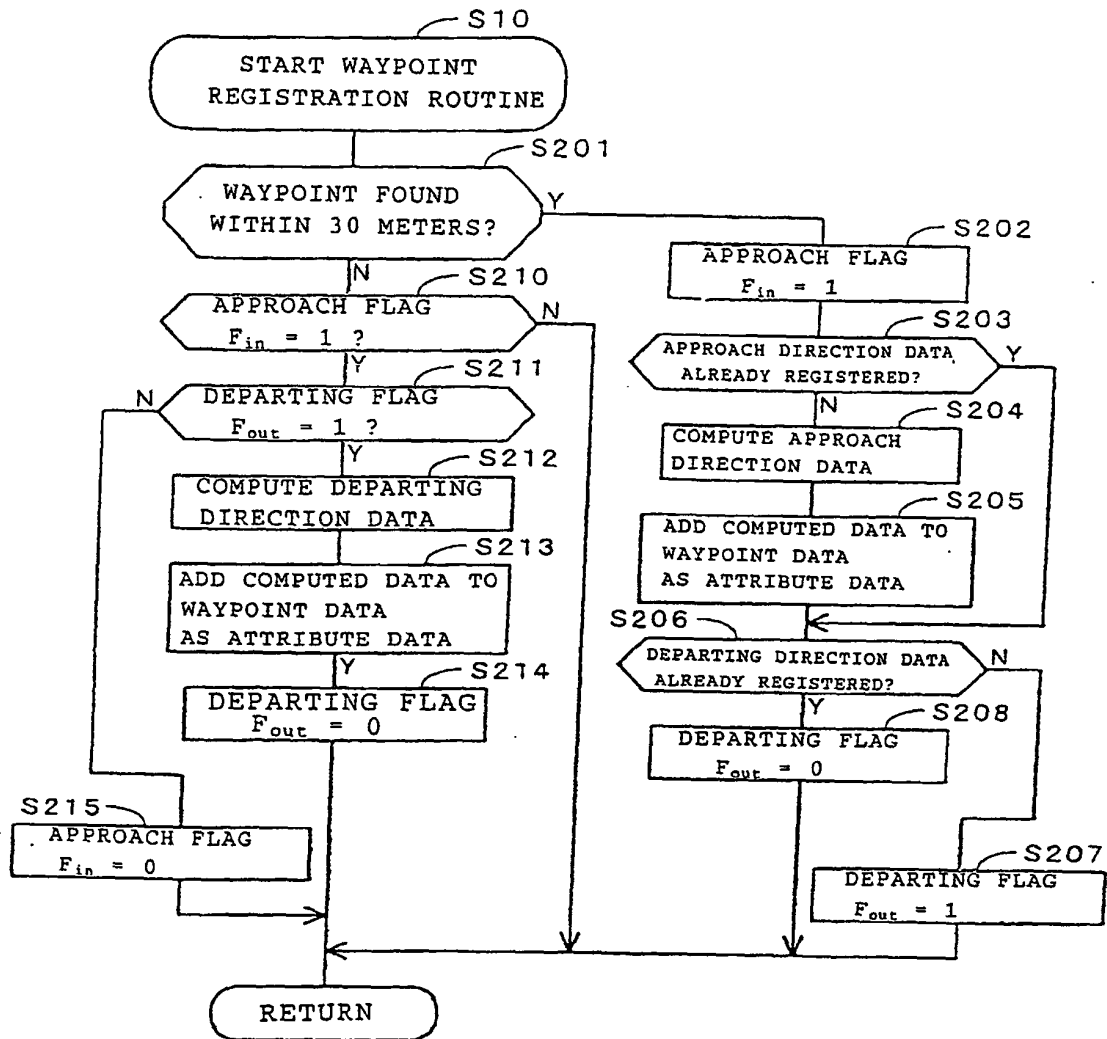 S10
START WAYPOINT
REGISTRATION ROUTINE
S201
WAYPOINT FOUND
WITHIN 30 METERS?
Y
N
S202
APPROACH FLAG
Fin = 1
S210
APPROACH FLAG
Fin = 1 ?
N
Y
S203
APPROACH DIRECTION DATA
ALREADY REGISTERED?
Y
N
S211
DEPARTING FLAG
Fout = 1 ?
N
Y
S204
COMPUTE APPROACH
DIRECTION DATA
S212
COMPUTE DEPARTING
DIRECTION DATA
S205
ADD COMPUTED DATA TO
WAYPOINT DATA
AS ATTRIBUTE DATA
S213
ADD COMPUTED DATA TO
WAYPOINT DATA
AS ATTRIBUTE DATA
Y
S206
DEPARTING DIRECTION DATA
ALREADY REGISTERED?
N
Y
S214
DEPARTING FLAG
Fout = 0
S208
DEPARTING FLAG
Fout = 0
S215
APPROACH FLAG
Fin = 0
S207
DEPARTING FLAG
Fout = 1
RETURN